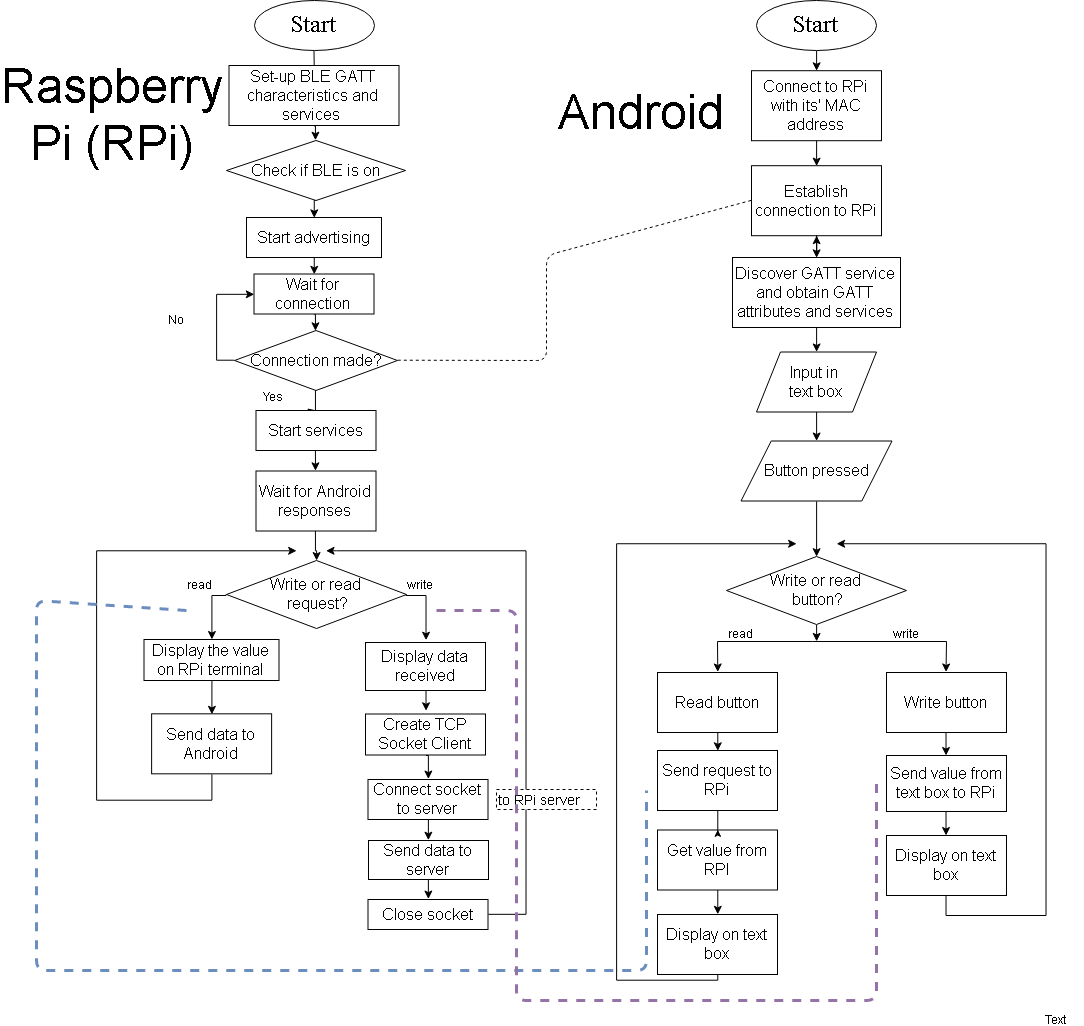 Start
Raspberry
Pi (RPi)
Set-up BLE GATT
characteristics and
services
Check if BLE is on
Start advertising
Wait for
connection
No
Connection made?
Yes
Start services
Wait for Android
responses
Write or read
request?
read
write
Display the value
on RPi terminal
Send data to
Android
Display data
received
Create TCP
Socket Client
Connect socket
to server
to RPi server
Send data to
server
Close socket
Start
Android
Connect to RPi
with its' MAC
address
Establish
connection to RPi
Discover GATT service
and obtain GATT
attributes and services
Input in
text box
Button pressed
Write or read
button?
read
write
Read button
Send request to
RPi
Get value from
RPI
Display on text
box
Write button
Send value from
text box to RPi
Display on text
box
Text